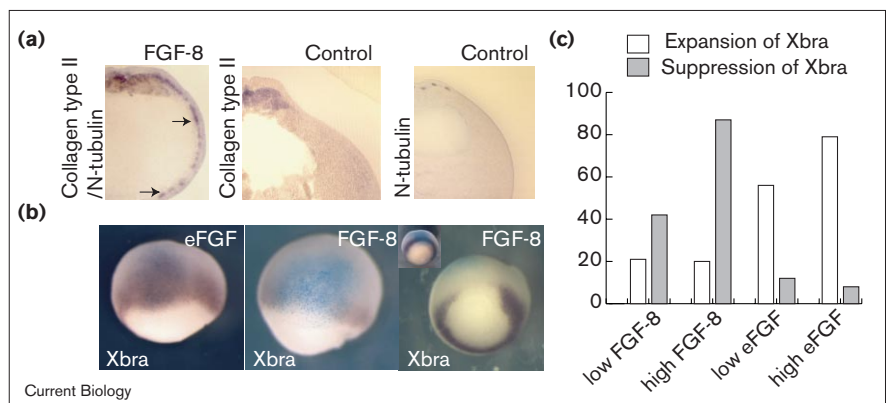 (a)
FGF-8
Control
Control
Collagen type II
/N-tubulin
Collagen type II
N-tubulin
(b)
eFGF
FGF-8
FGF-8
Xbra
Xbra
Xbra
(c)
Expansion of Xbra
Suppression of Xbra
100
80
60
40
20
0
low FGF-8
high FGF-8
low eFGF
high eFGF
Current Biology